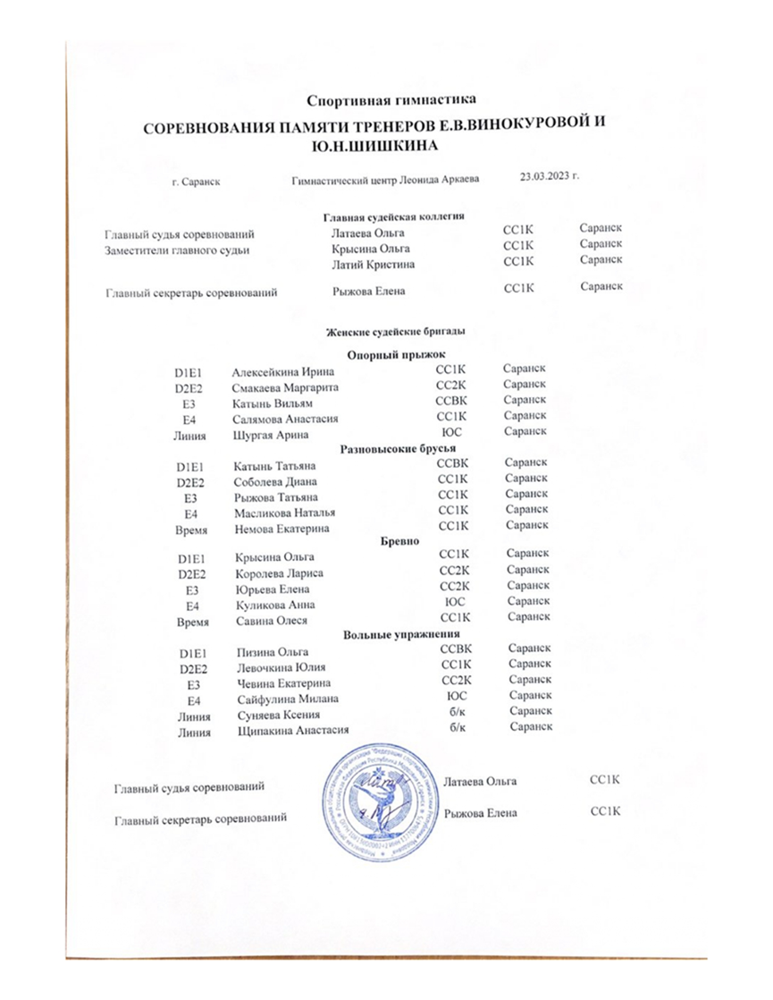 Спортивная гимнастика
СОРЕВНОВАНИЯ ПАМЯТИ ТРЕНЕРОВ Е.В.ВИНОКУРОВОЙ И
Ю.Н.ШИШКИНА
г. Саранск Гимнастический центр Леонида Аркаева 23.03.2023 г.
Главная судейская коллегия
Главный судья соревнований Латаева Ольга СС1К Саранск
Заместители главного судьи Крысина Ольга СС1К Саранск
Латий Кристина СС1К Саранск
Главный секретарь соревнований Рыжова Елена СС1К Саранск
Женские судейские бригады
Опорный прыжок
D1E1 Алексейкина Ирина СС1К Саранск
D2E2 Смакаева Маргарита СС2К Саранск
E3 Катынь Вильям ССВК Саранск
E4 Салямова Анастасия СС1К Саранск
Линия Шургая Арина ЮС Саранск
Разновысокие брусья
D1E1 Катынь Татьяна ССВК Саранск
D2E2 Соболева Диана СС1К Саранск
E3 Рыжова Татьяна СС1К Саранск
E4 Масликова Наталья СС1К Саранск
Время Немова Екатерина СС1К Саранск
Бревно
D1E1 Крысина Ольга СС1К Саранск
D2E2 Королева Лариса СС2К Саранск
E3 Юрьева Елена СС2К Саранск
E4 Куликова Анна ЮС Саранск
Время Савина Олеся СС1К Саранск
Вольные упражнения
D1E1 Пизина Ольга ССВК Саранск
D2E2 Левочкина Юлия СС1К Саранск
E3 Чевина Екатерина СС2К Саранск
E4 Сайфулина Милана ЮС Саранск
Линия Суняева Ксения б/к Саранск
Линия Щипакина Анастасия б/к Саранск
Главный судья соревнований Латаева Ольга СС1К
Главный секретарь соревнований Рыжова Елена СС1К